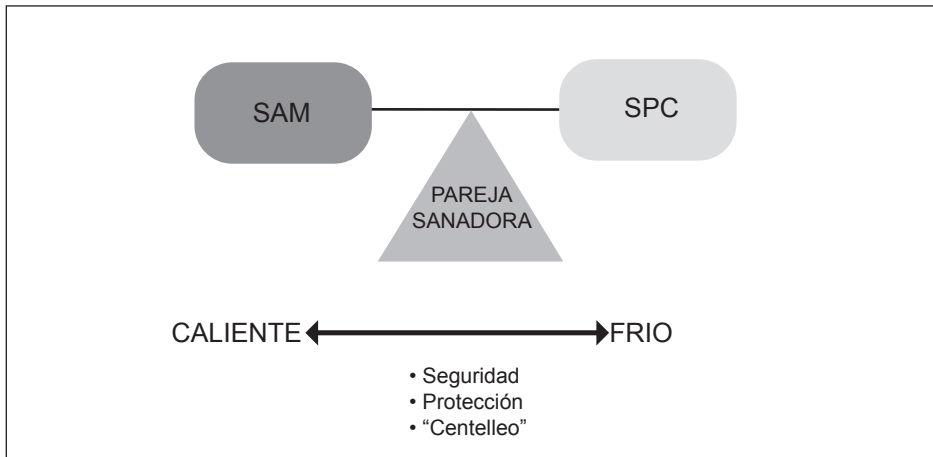 SAM
SPC
PAREJA
SANADORA
CALIENTE
FRIO
• Seguridad
• Protección
• “Centelleo”